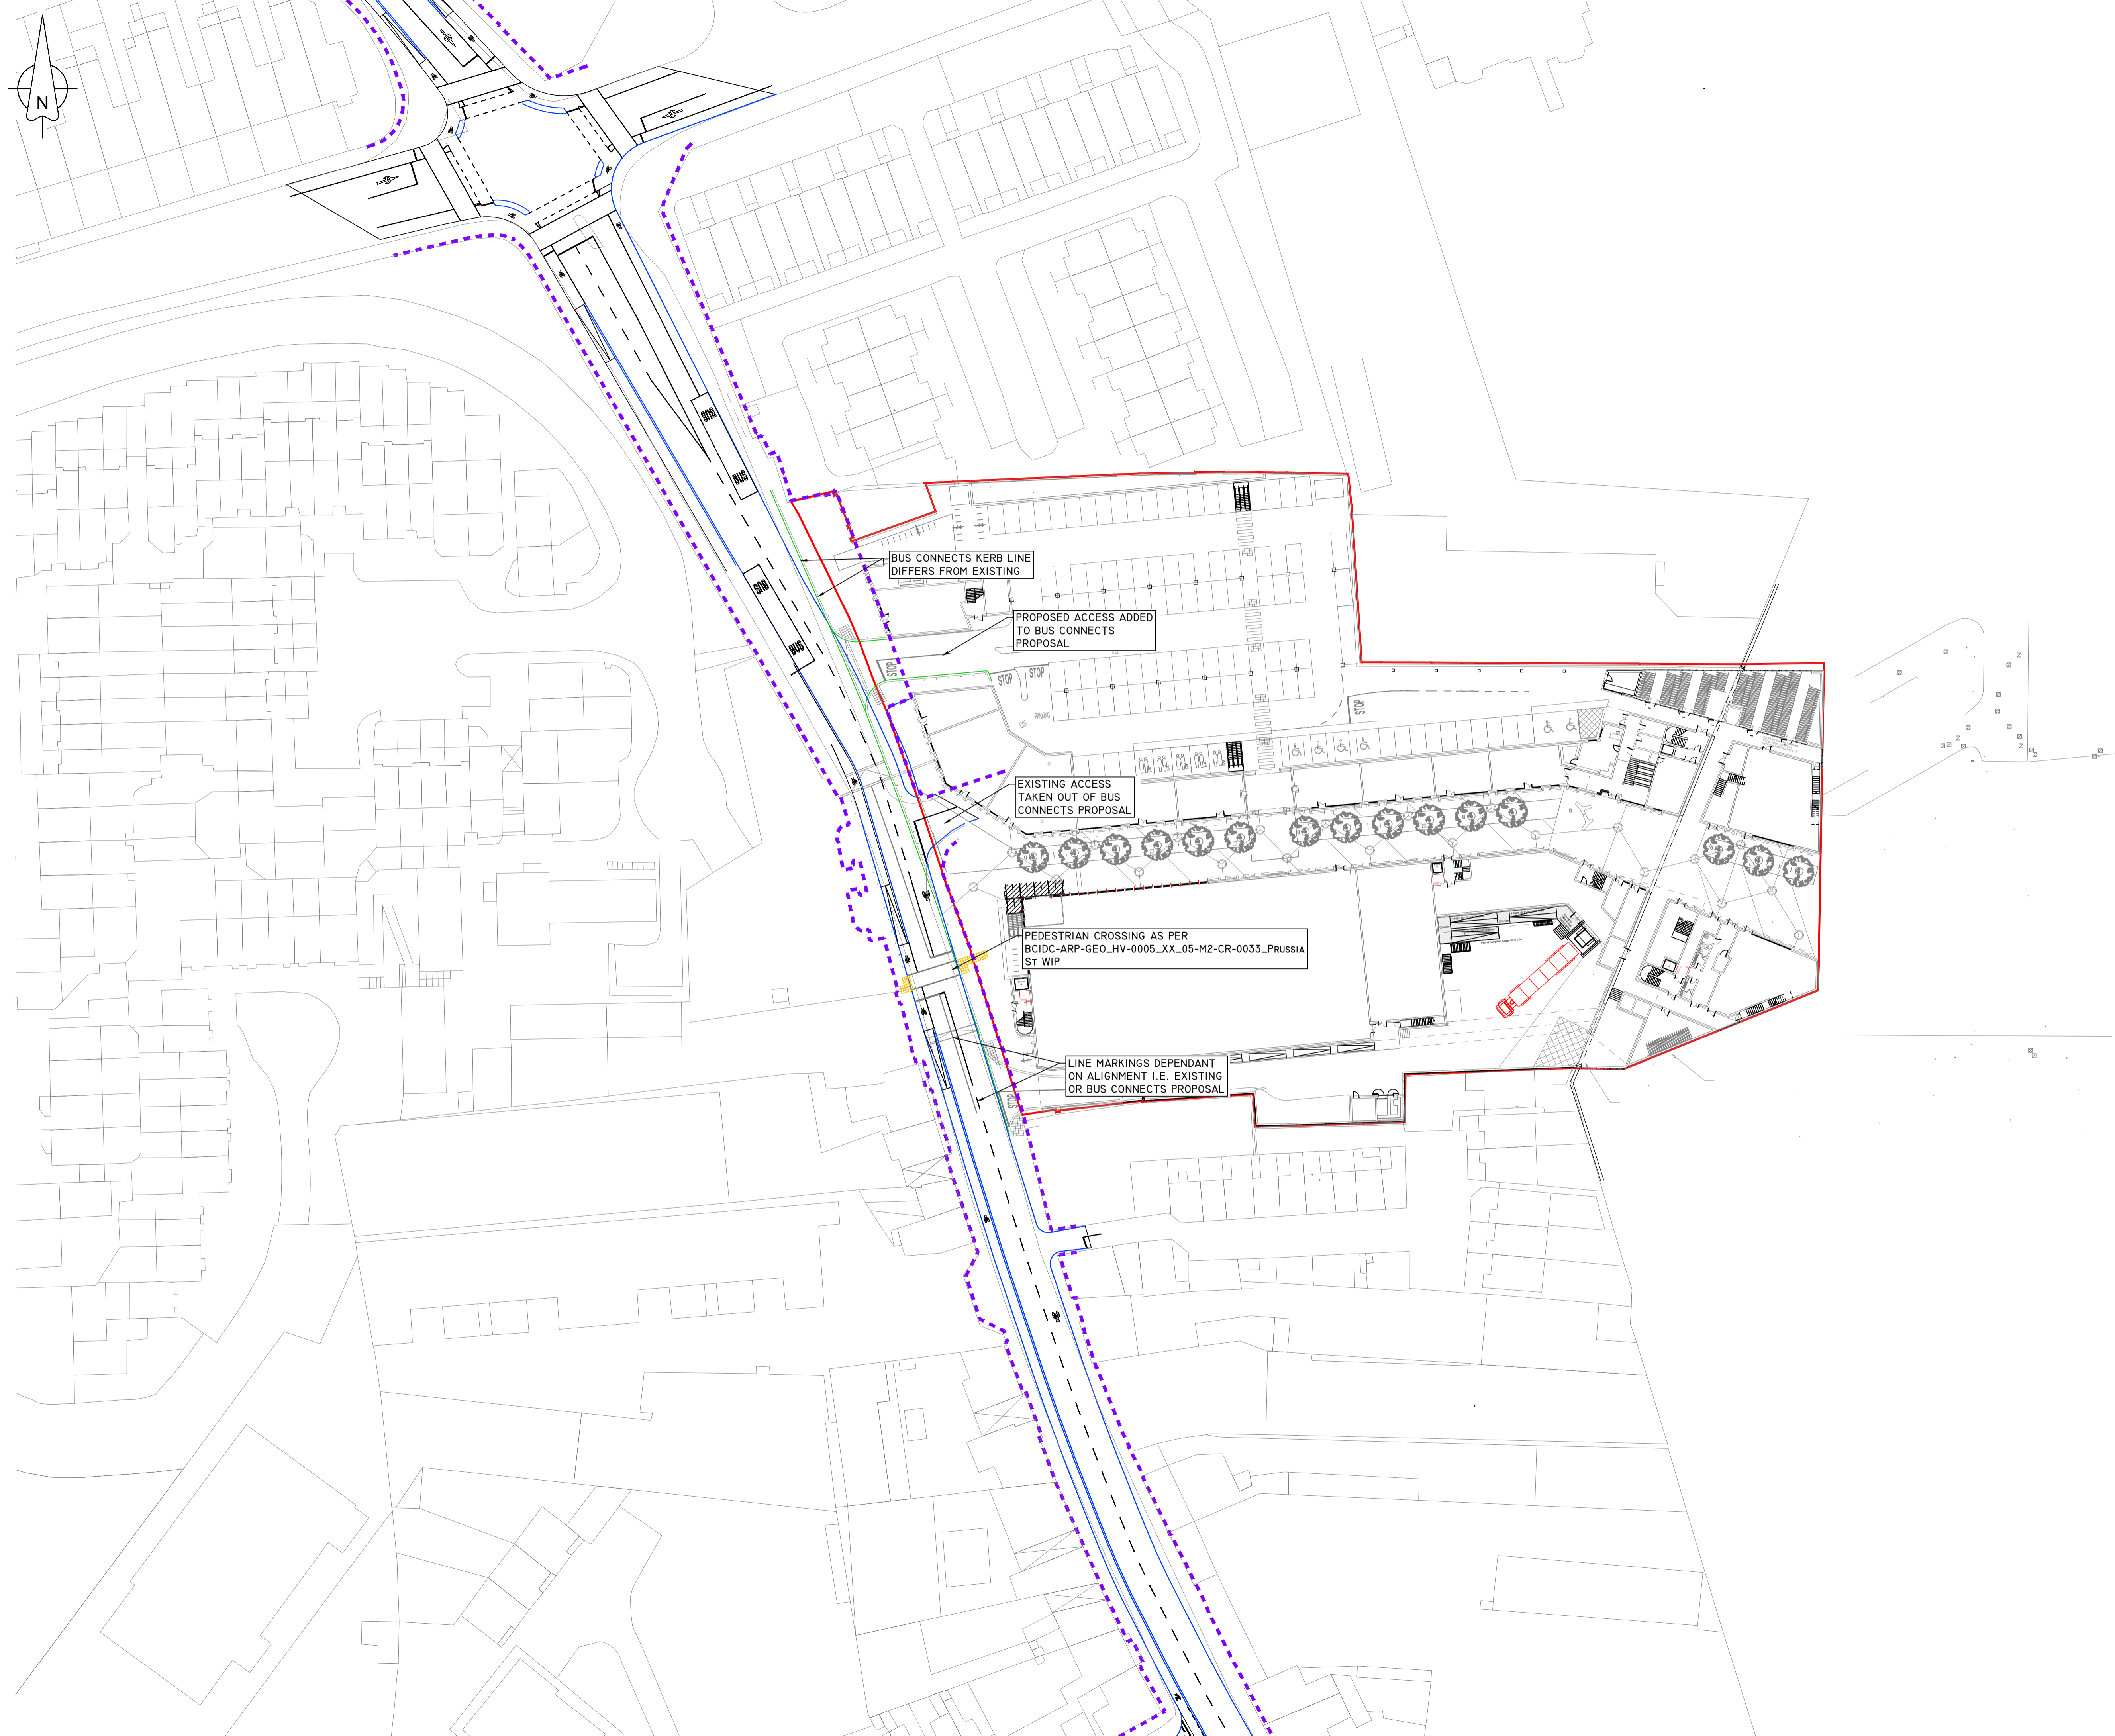 N
BUS
BUS
BUS CONNECTS KERB LINE
DIFFERS FROM EXISTING
BUS
BUS
PROPOSED ACCESS ADDED
TO BUS CONNECTS
PROPOSAL
STOP
STOP
STOP
STOP
PARKING
EXISTING ACCESS
TAKEN OUT OF BUS
CONNECTS PROPOSAL
PEDESTRIAN CROSSING AS PER
BCIDC-ARP-GEO_HV-0005_XX_05-M2-CR-0033_PRUSSIA
ST WIP
LINE MARKINGS DEPENDANT
ON ALIGNMENT I.E. EXISTING
OR BUS CONNECTS PROPOSAL
STOP